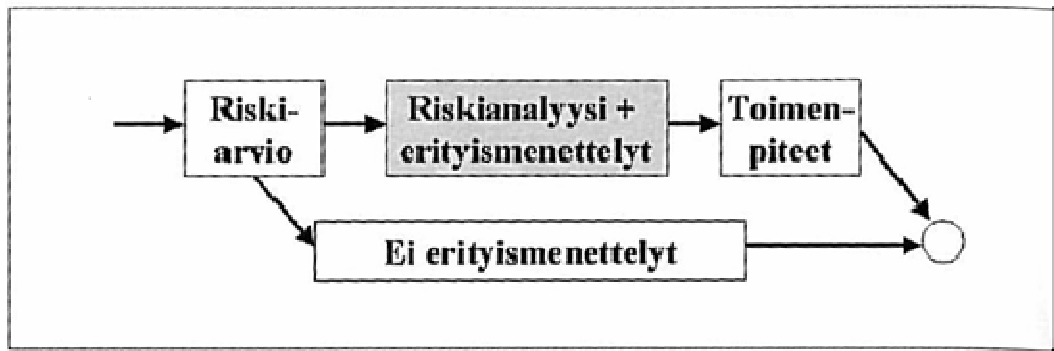 Riski-
arvio
Riskianalyysi +
erityismenettelyt
Toimen-
piteet
Ei erityismenettelyt